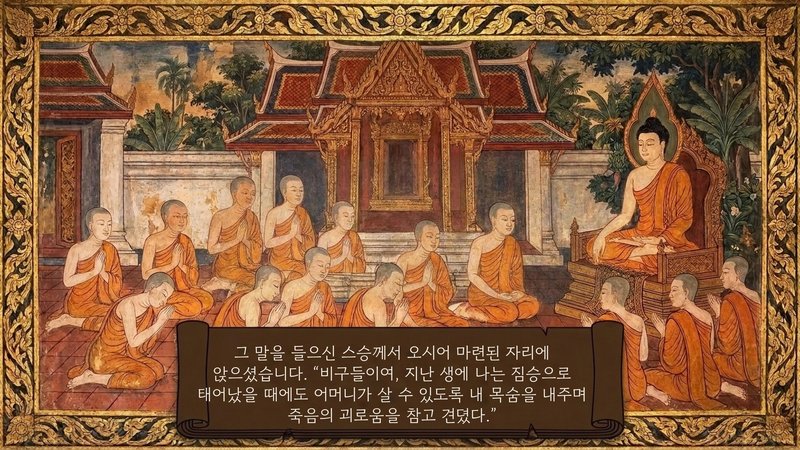 그 말을 들으신 스승께서 오시어 마련된 자리에
앉으셨습니다. “비구들이여, 지난 생에 나는 짐승으로
태어났을 때에도 어머니가 살 수 있도록 내 목숨을 내주며
죽음의 괴로움을 참고 견뎠다.”